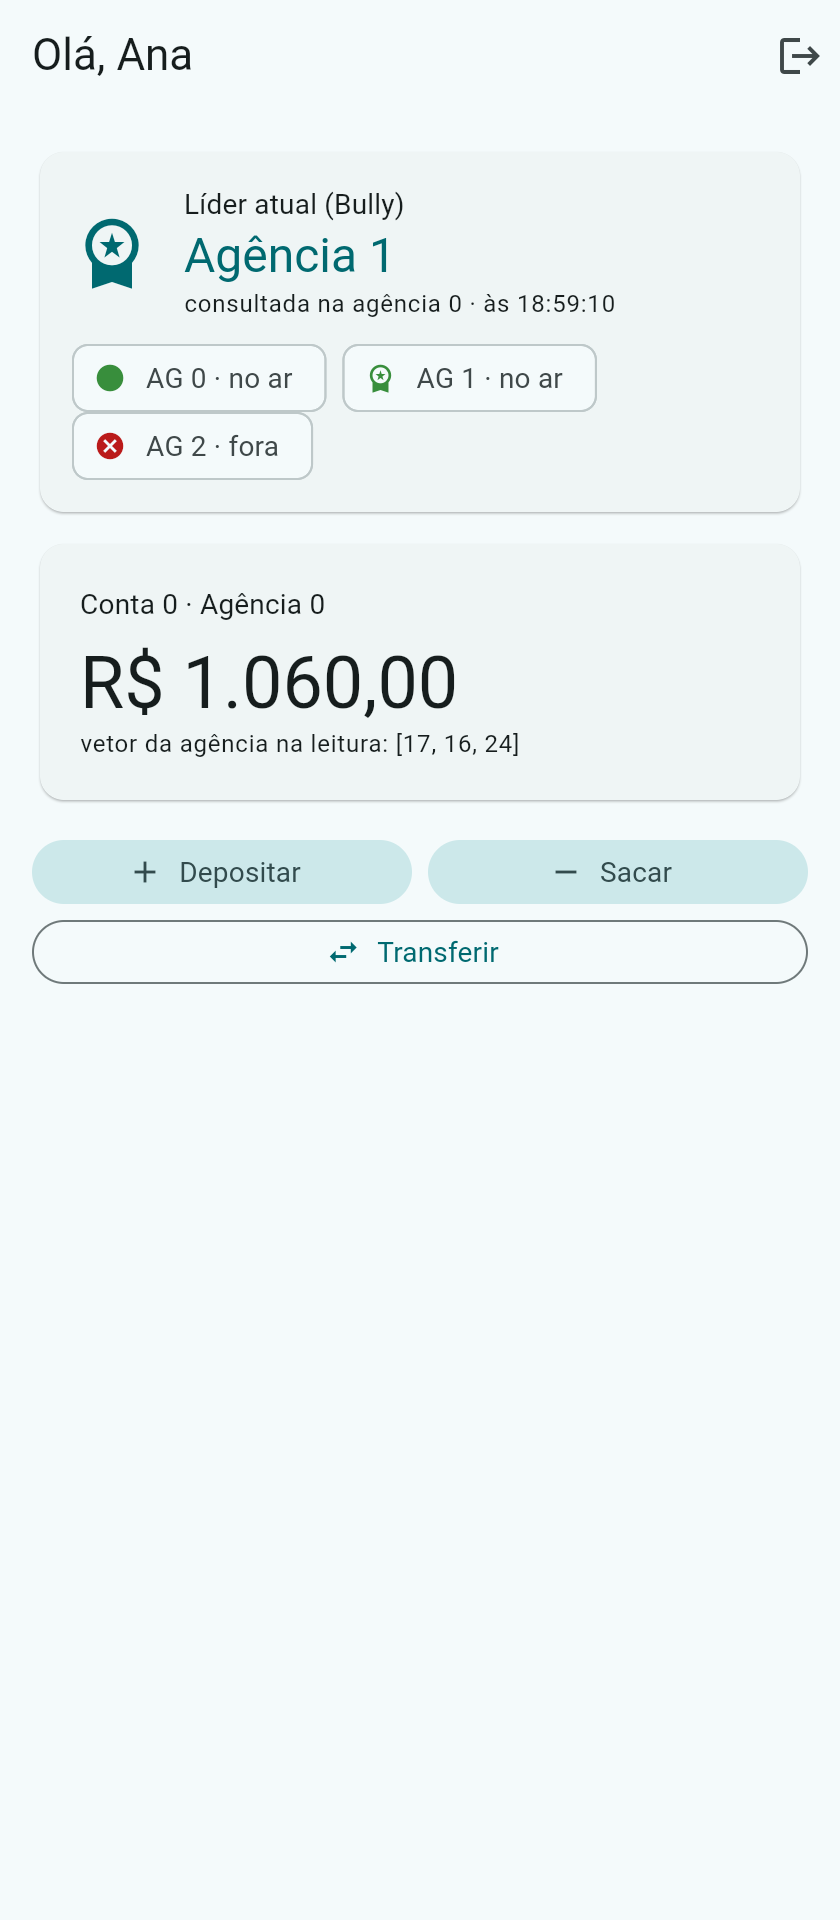 Olá, Ana
Líder atual (Bully)
Agência 1
consultada na agência 0 · às 18:59:10
AG 0 · no ar
AG 1 · no ar
AG 2 · fora
Conta 0 · Agência 0
R$ 1.060,00
vetor da agência na leitura: [17, 16, 24]
Depositar
Sacar
Transferir